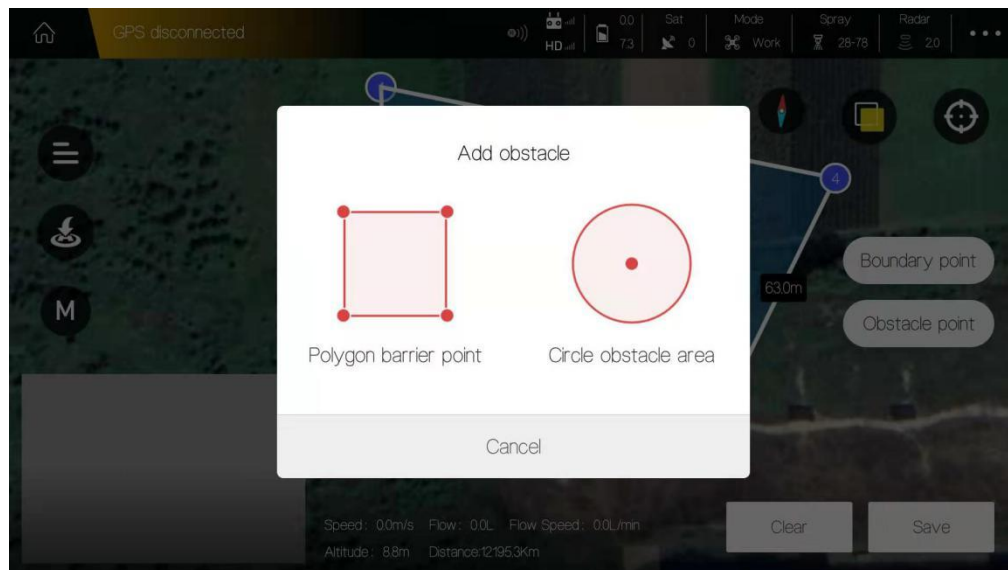 GPS disconnected
HD
0.0
7.3
Sat
0
Mode
Work
Spray
28-78
Radar
2.0
4
Add obstacle
Boundary point
63.0m
M
Obstacle point
Polygon barrier point
Circle obstacle area
Cancel
Speed: 0.0m/s Flow: 0.0L Flow Speed: 0.0L/min
Altitude: 8.8m Distance:12195.3Km
Clear
Save